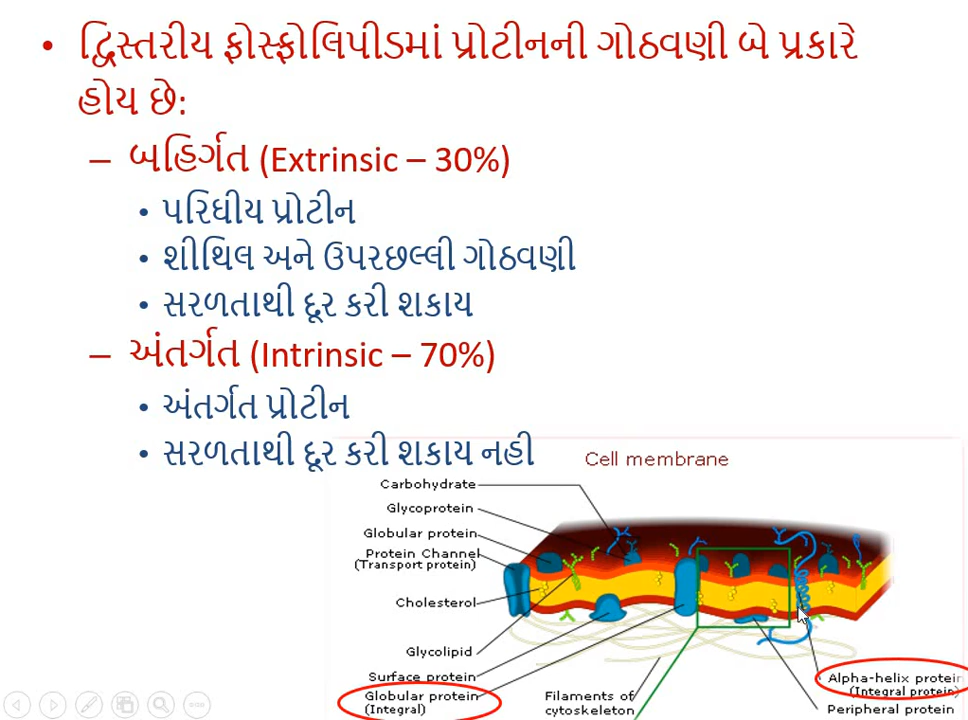 • દ્વિસ્તરીય ફોસ્ફોલિપીડમાં પ્રોટીનની ગોઠવણી બે પ્રકારે
હોય છે:
– બહિર્ગત (Extrinsic – 30%)
• પરિઘીય પ્રોટીન
• શીથિલ અને ઉપરછલ્લી ગોઠવણી
• સરળતાથી દૂર કરી શકાય
– અંતર્ગત (Intrinsic – 70%)
• અંતર્ગત પ્રોટીન
• સરળતાથી દૂર કરી શકાય નહી
Cell membrane
Carbohydrate
Glycoprotein
Globular protein
Protein Channel
(Transport protein)
Cholesterol
Glycolipid
Surface protein
Globular protein
(Integral)
Filaments of
cytoskeleton
Alpha-helix protein
(Integral protein)
Peripheral protein